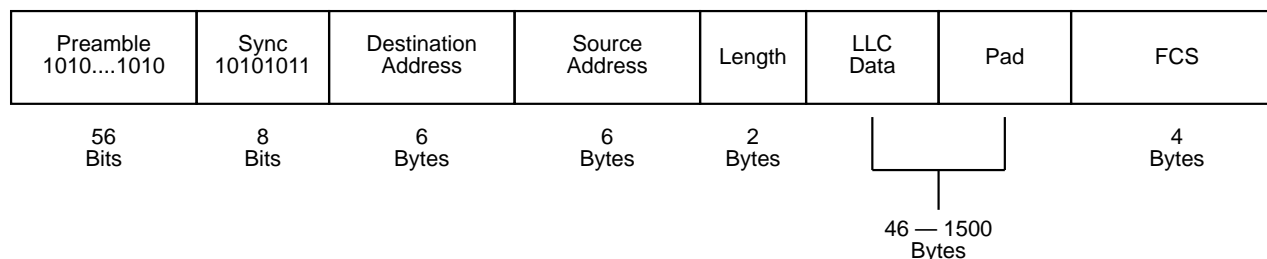 Preamble
1010....1010
Sync
10101011
Destination
Address
Source
Address
Length
LLC
Data
Pad
FCS
56
Bits
8
Bits
6
Bytes
6
Bytes
2
Bytes
4
Bytes
46 — 1500
Bytes